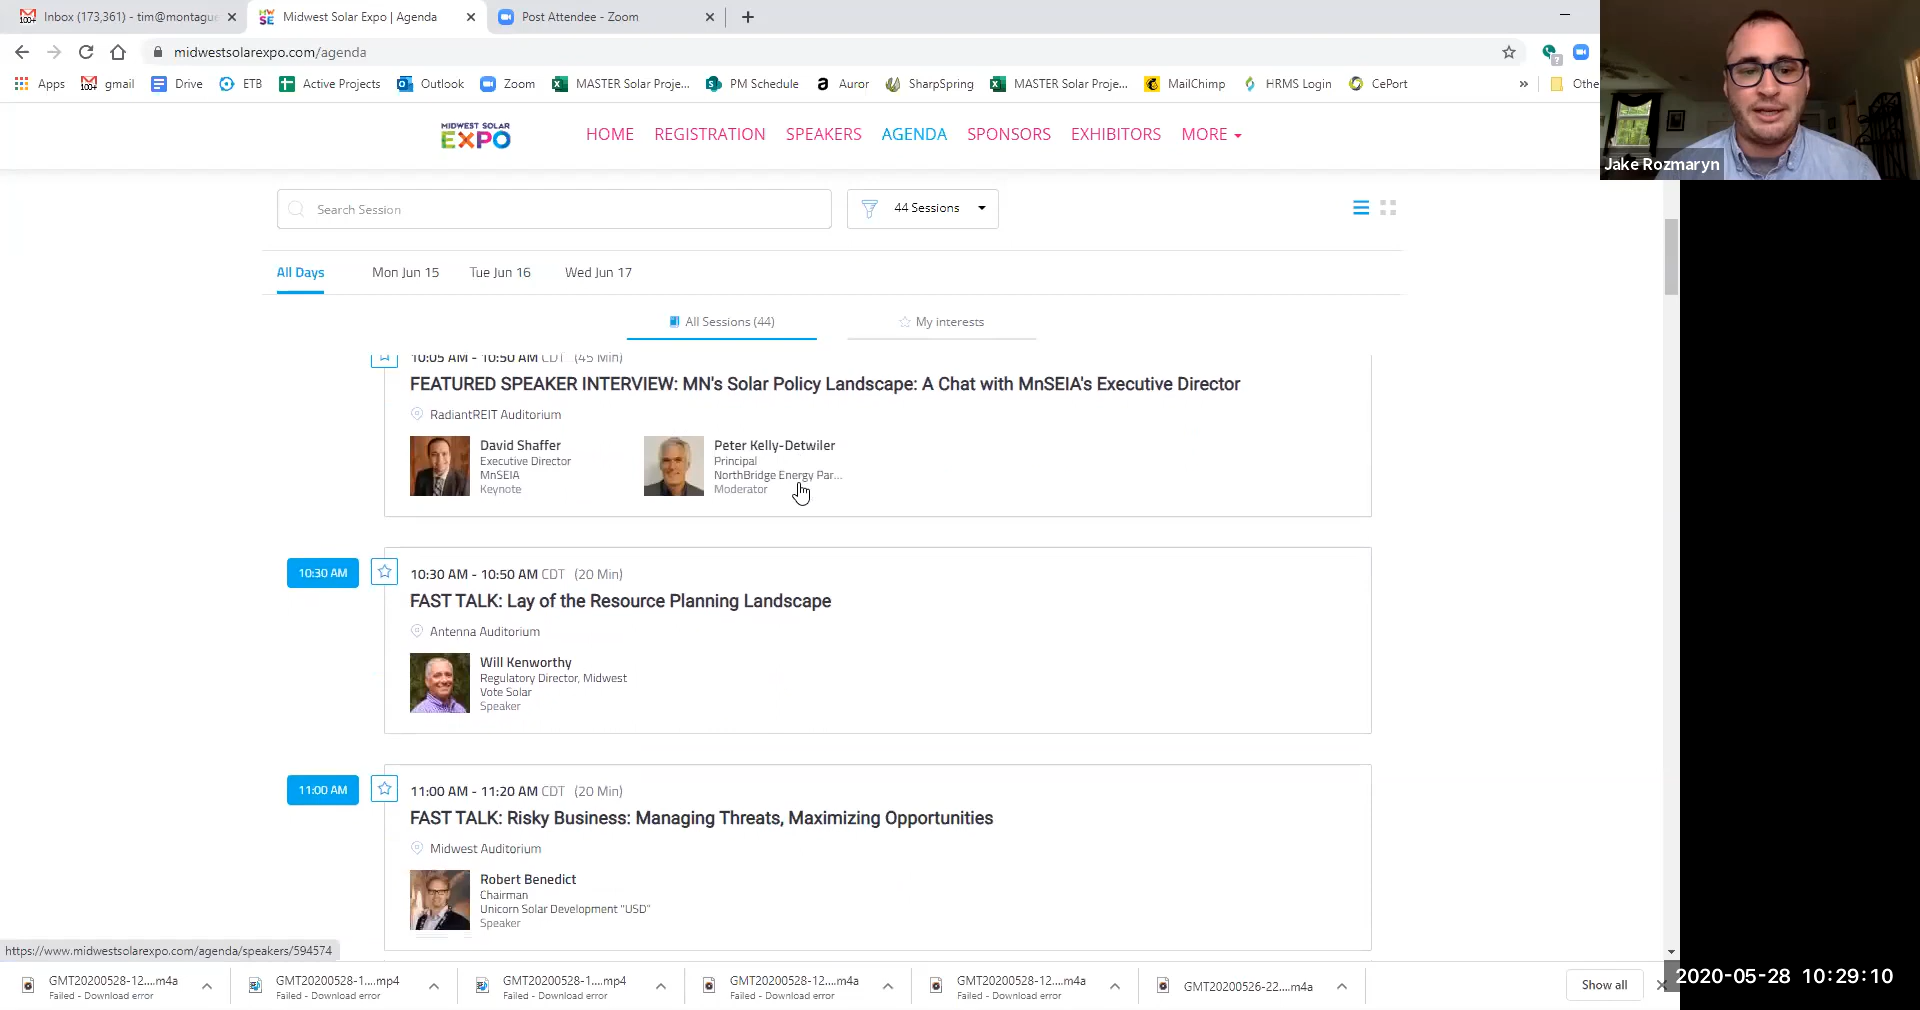 Inbox (173,361) - tim@montague
Midwest Solar Expo | Agenda
Post Attendee - Zoom
midwestsolarexpo.com/agenda
Apps
gmail
Drive
ETB
Active Projects
Outlook
Zoom
MASTER Solar Proje...
PM Schedule
Auror
SharpSpring
MASTER Solar Proje...
MailChimp
HRMS Login
CePort
»
Othe
Jake Rozmaryn
MIDWEST SOLAR
EXPO
HOME
REGISTRATION
SPEAKERS
AGENDA
SPONSORS
EXHIBITORS
MORE
Search Session
44 Sessions
All Days
Mon Jun 15
Tue Jun 16
Wed Jun 17
All Sessions (44)
My interests
10:05 AM - 10:50 AM CDT (45 Min)
FEATURED SPEAKER INTERVIEW: MN's Solar Policy Landscape: A Chat with MnSEIA's Executive Director
RadiantREIT Auditorium
David Shaffer
Executive Director
MnSEIA
Keynote
Peter Kelly-Detwiler
Principal
NorthBridge Energy Par...
Moderator
10:30 AM
10:30 AM - 10:50 AM CDT (20 Min)
FAST TALK: Lay of the Resource Planning Landscape
Antenna Auditorium
Will Kenworthy
Regulatory Director, Midwest
Vote Solar
Speaker
11:00 AM
11:00 AM - 11:20 AM CDT (20 Min)
FAST TALK: Risky Business: Managing Threats, Maximizing Opportunities
Midwest Auditorium
Robert Benedict
Chairman
Unicorn Solar Development "USD"
Speaker
https://www.midwestsolarexpo.com/agenda/speakers/594574
GMT20200528-12....m4a
Failed - Download error
GMT20200528-1....mp4
Failed - Download error
GMT20200528-1....mp4
Failed - Download error
GMT20200528-12....m4a
Failed - Download error
GMT20200528-12....m4a
Failed - Download error
GMT20200526-22....m4a
Show all
2020-05-28 10:29:10